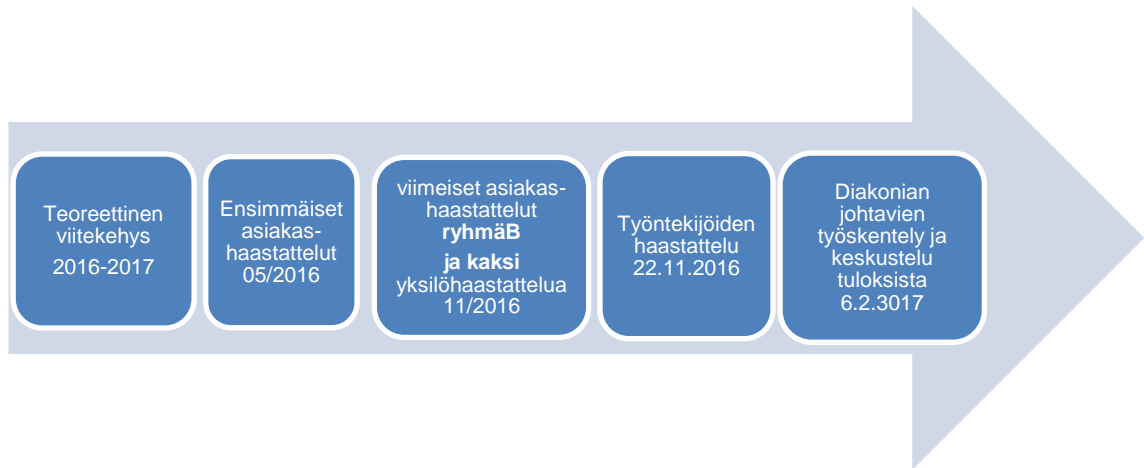 Teoreettinen
viitekehys
2016-2017
Ensimmäiset
asiakas-
haastattelut
05/2016
viimeiset asiakas-
haastattelut
ryhmäB
ja kaksi
yksilöhaastattelua
11/2016
Työntekijöiden
haastattelu
22.11.2016
Diakonian
johtavien
työskentely ja
keskustelu
tuloksista
6.2.3017